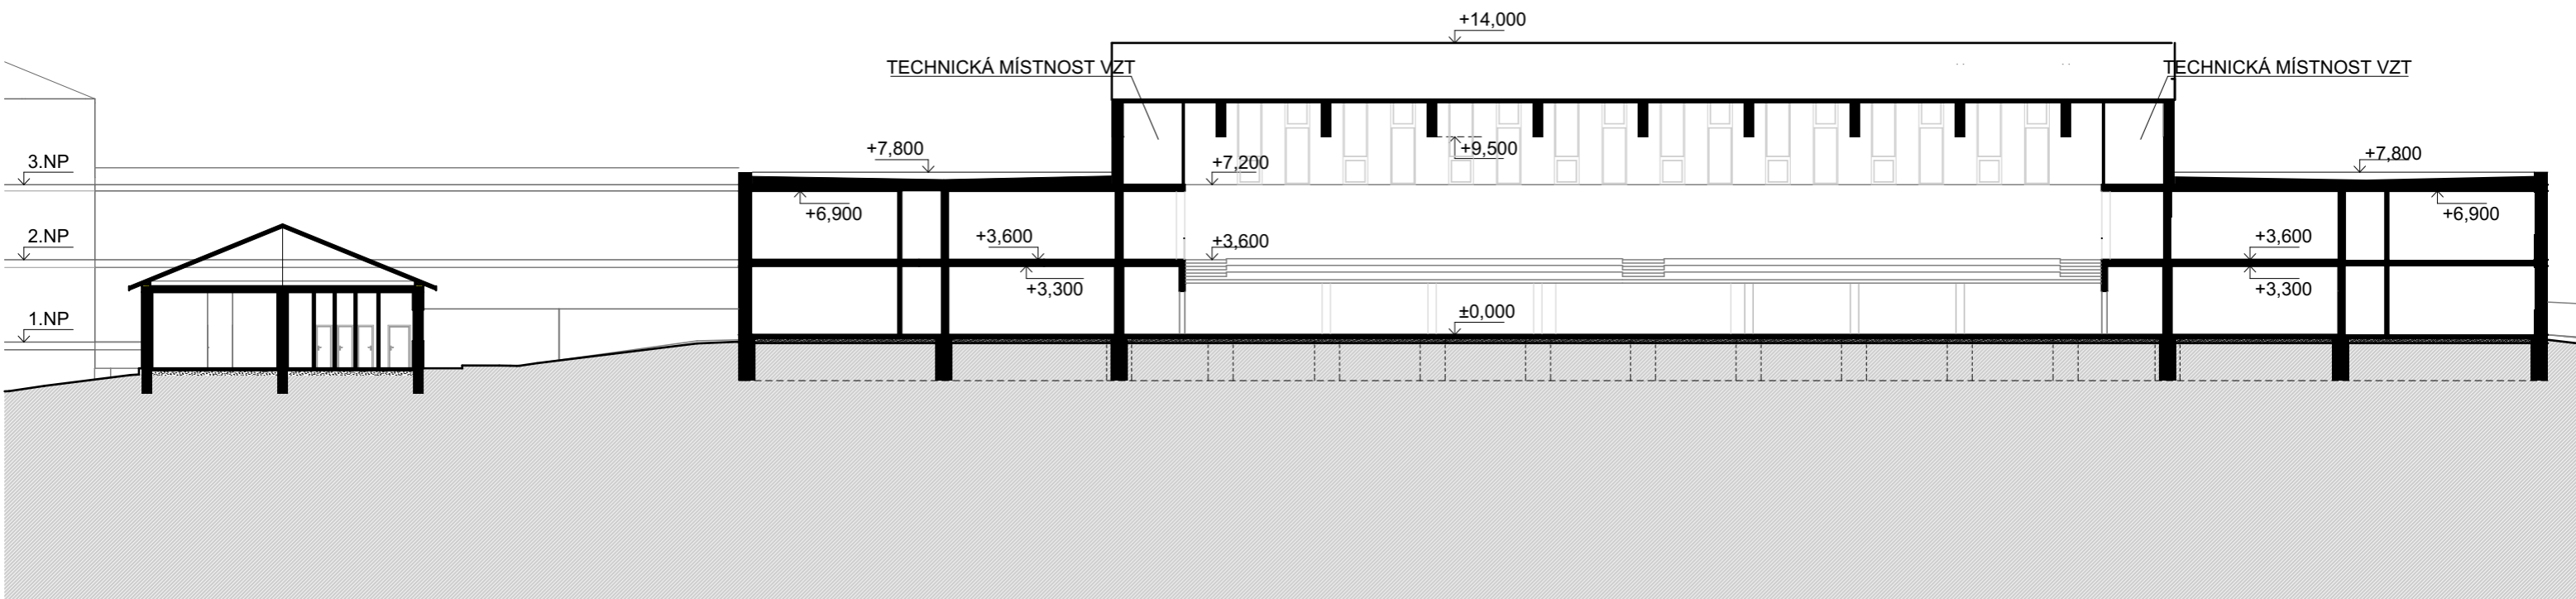 +14,000
TECHNICKÁ MÍSTNOST VZT
TECHNICKÁ MÍSTNOST VZT
+7,800
+9,500
+7,800
3.NP
+7,200
+6,900
+6,900
2.NP
+3,600
+3,600
+3,600
+3,300
+3,300
1.NP
±0,000